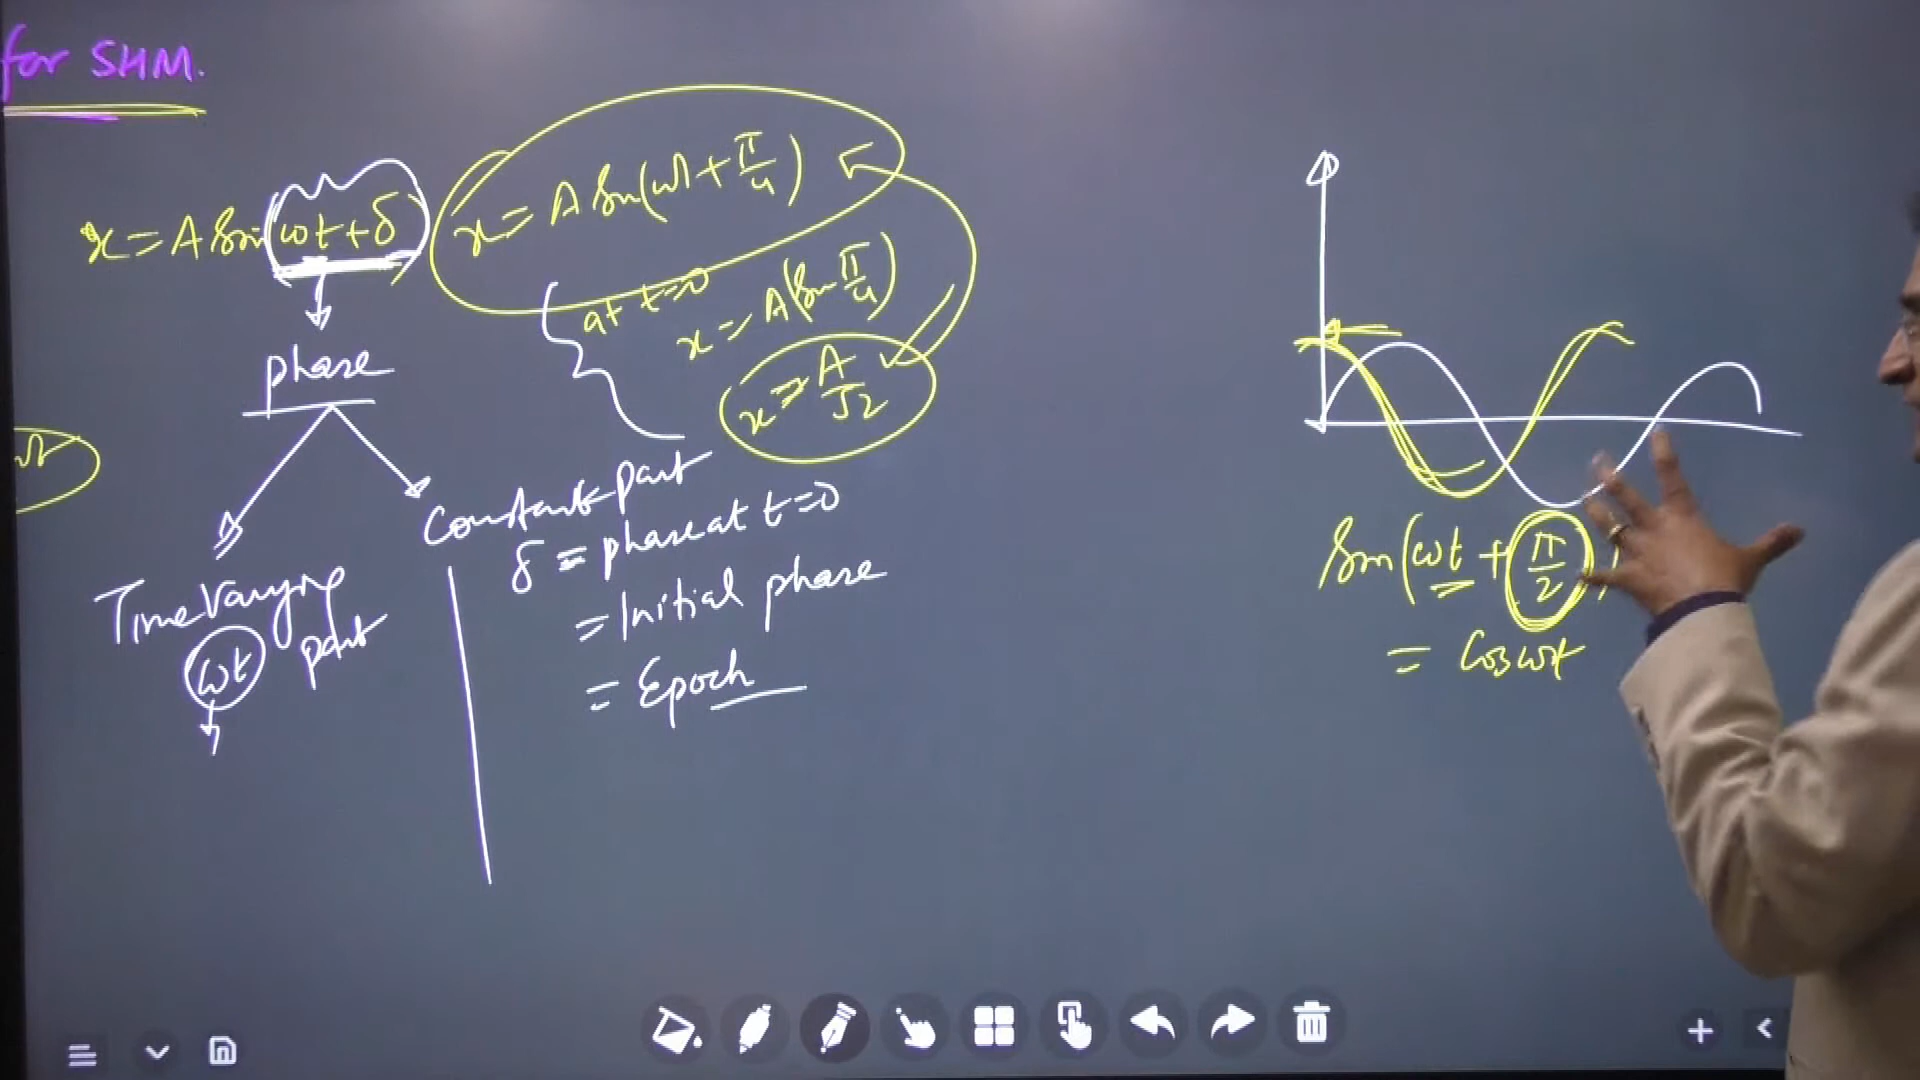 for SHM.
x = A Sin (ωt + δ)
x = A Sin (ωt + π/4)
at t=0
x = A (Sin π/4)
x = A/√2
phase
Constant part
δ = phase at t=0
= Initial phase
= Epoch
Time Varying
ωt part
Sin (ωt + π/2)
= Cos ωt